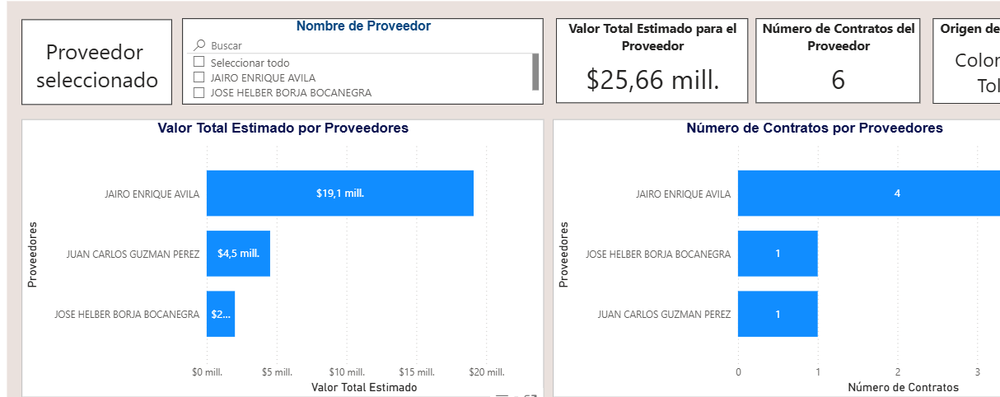 Proveedor
seleccionado
Nombre de Proveedor
Buscar
Seleccionar todo
JAIRO ENRIQUE AVILA
JOSE HELBER BORJA BOCANEGRA
Valor Total Estimado para el
Proveedor
$25,66 mill.
Número de Contratos del
Proveedor
6
Origen de
Valor Total Estimado por Proveedores
Proveedores
JAIRO ENRIQUE AVILA
$19,1 mill.
JUAN CARLOS GUZMAN PEREZ
$4,5 mill.
JOSE HELBER BORJA BOCANEGRA
$2...
$0 mill.
$5 mill.
$10 mill.
$15 mill.
$20 mill.
Valor Total Estimado
Número de Contratos por Proveedores
Proveedores
JAIRO ENRIQUE AVILA
4
JOSE HELBER BORJA BOCANEGRA
1
JUAN CARLOS GUZMAN PEREZ
1
0
1
2
3
Número de Contratos